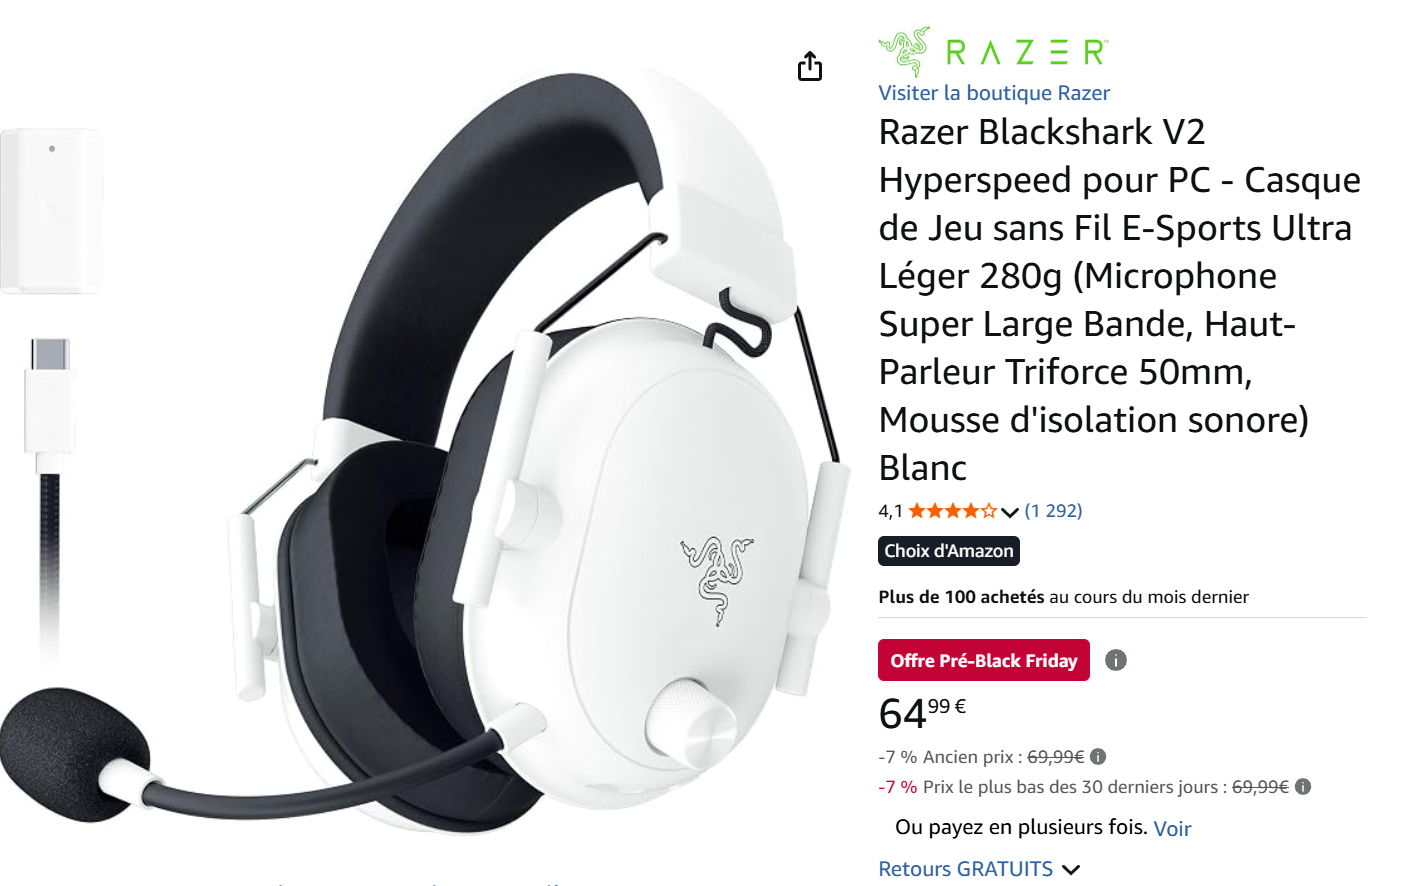 RAZER
Visiter la boutique Razer
Razer Blackshark V2
Hyperspeed pour PC - Casque
de Jeu sans Fil E-Sports Ultra
Léger 280g (Microphone
Super Large Bande, Haut-
Parleur Triforce 50mm,
Mousse d'isolation sonore)
Blanc
4,1 (1 292)
Choix d'Amazon
Plus de 100 achetés au cours du mois dernier
Offre Pré-Black Friday
64,99 €
-7 % Ancien prix : 69,99€
-7 % Prix le plus bas des 30 derniers jours : 69,99€
Ou payez en plusieurs fois. Voir
Retours GRATUITS